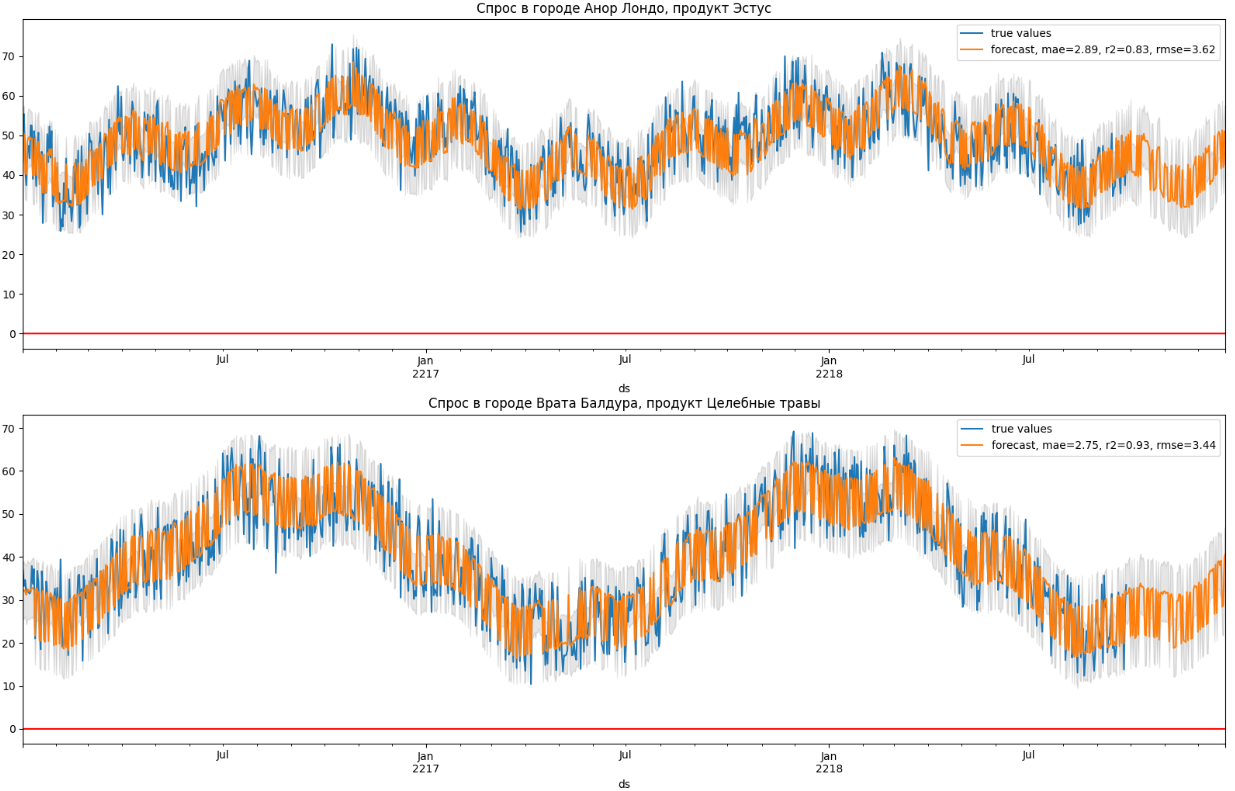 Спрос в городе Анор Лондо, продукт Эстус
true values
forecast, mae=2.89, r2=0.83, rmse=3.62
70
60
50
40
30
20
10
0
Jul
Jan
2217
Jul
Jan
2218
Jul
ds
Спрос в городе Врата Балдура, продукт Целебные травы
true values
forecast, mae=2.75, r2=0.93, rmse=3.44
70
60
50
40
30
20
10
0
Jul
Jan
2217
Jul
Jan
2218
Jul
ds